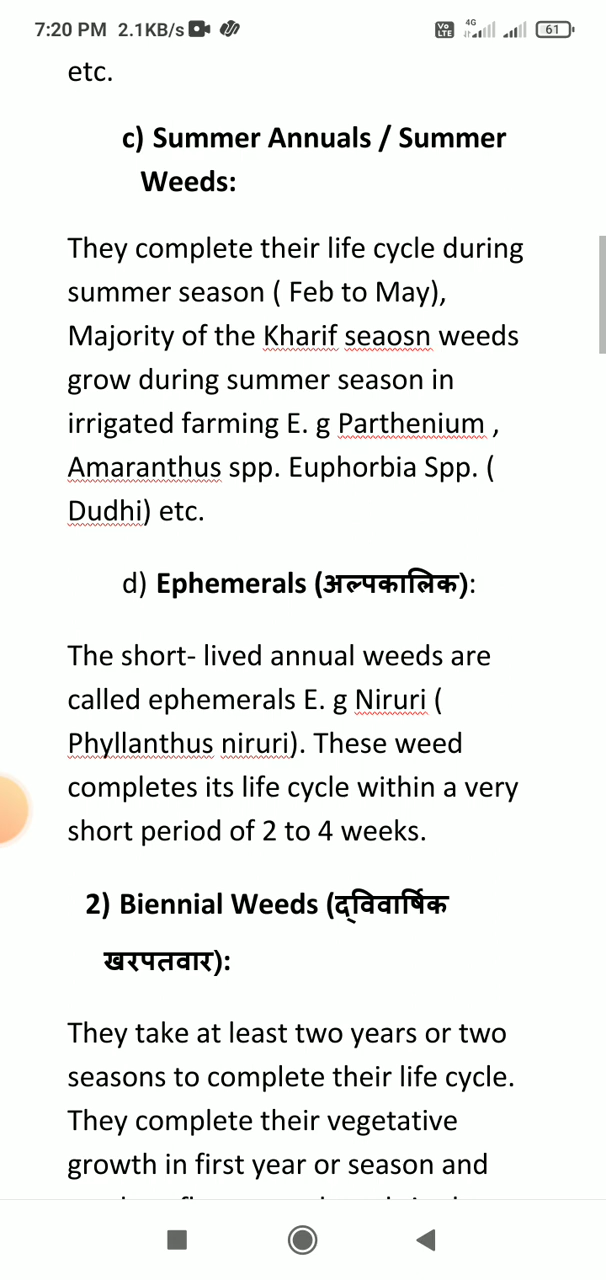 7:20 PM 2.1KB/s Vo LTE 4G 61
etc.
c) Summer Annuals / Summer
Weeds:
They complete their life cycle during
summer season ( Feb to May),
Majority of the Kharif seaosn weeds
grow during summer season in
irrigated farming E. g Parthenium ,
Amaranthus spp. Euphorbia Spp. (
Dudhi) etc.
d) Ephemerals (अल्पकालिक):
The short- lived annual weeds are
called ephemerals E. g Niruri (
Phyllanthus niruri). These weed
completes its life cycle within a very
short period of 2 to 4 weeks.
2) Biennial Weeds (द्विवार्षिक
खरपतवार):
They take at least two years or two
seasons to complete their life cycle.
They complete their vegetative
growth in first year or season and